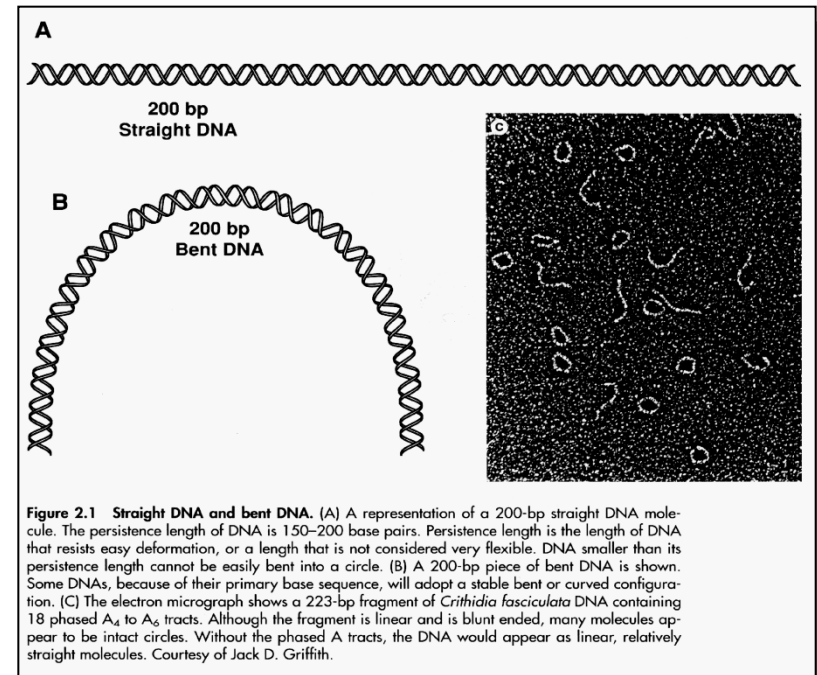 A
200 bp
Straight DNA
B
200 bp
Bent DNA
C
Figure 2.1 Straight DNA and bent DNA. (A) A representation of a 200-bp straight DNA mole-
cule. The persistence length of DNA is 150–200 base pairs. Persistence length is the length of DNA
that resists easy deformation, or a length that is not considered very flexible. DNA smaller than its
persistence length cannot be easily bent into a circle. (B) A 200-bp piece of bent DNA is shown.
Some DNAs, because of their primary base sequence, will adopt a stable bent or curved configura-
tion. (C) The electron micrograph shows a 223-bp fragment of Crithidia fasciculata DNA containing
18 phased A₄ to A₆ tracts. Although the fragment is linear and is blunt ended, many molecules ap-
pear to be intact circles. Without the phased A tracts, the DNA would appear as linear, relatively
straight molecules. Courtesy of Jack D. Griffith.